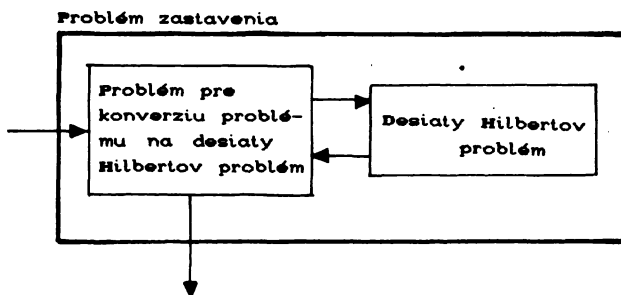 Problém zastavenia
Problém pre
konverziu problé-
mu na desiaty
Hilbertov problém
Desiaty Hilbertov
problém